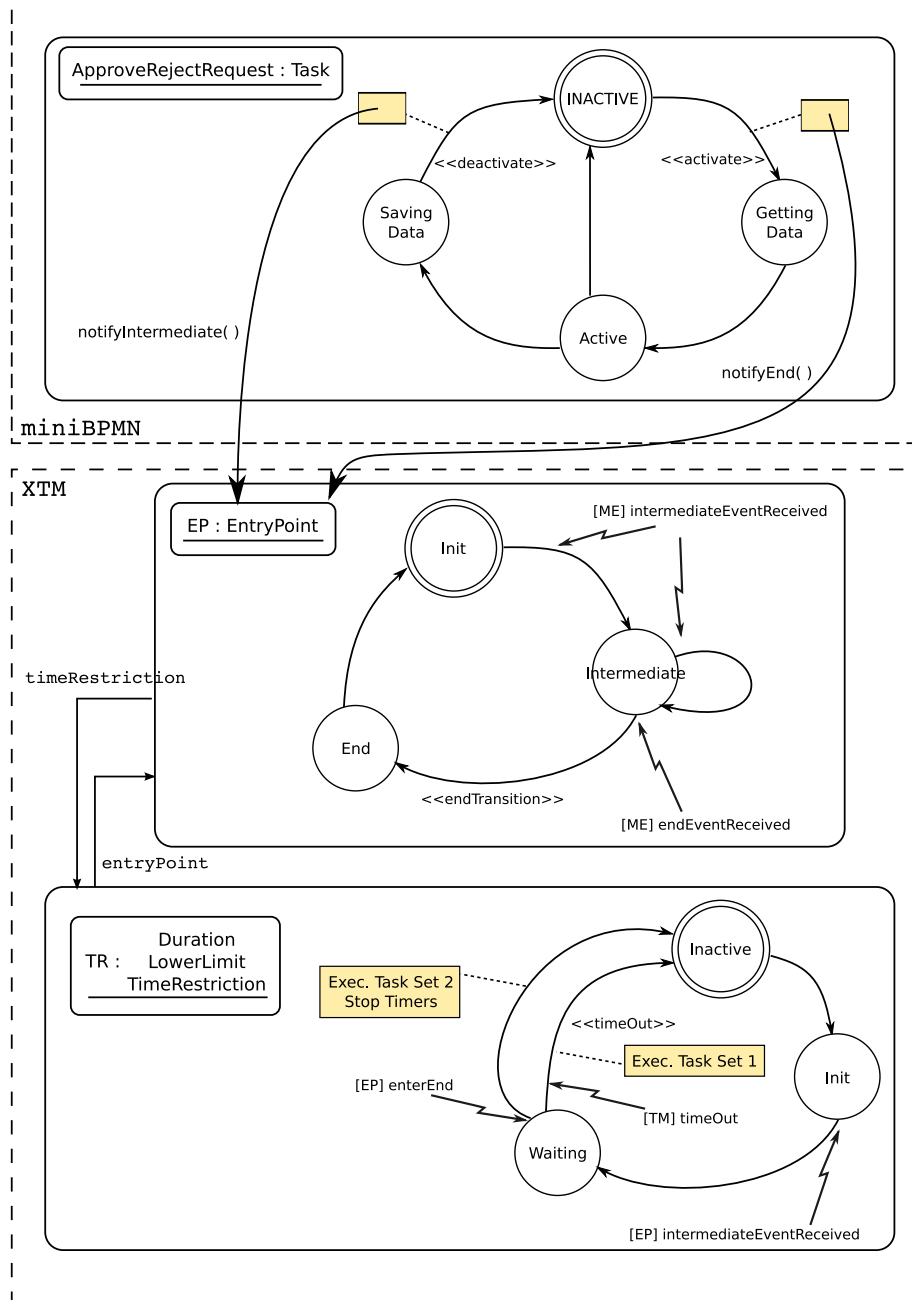 ApproveRejectRequest : Task
INACTIVE
<<deactivate>>
<<activate>>
Saving
Data
Getting
Data
notifyIntermediate( )
Active
notifyEnd( )
miniBPMN
XTM
EP : EntryPoint
[ME] intermediateEventReceived
Init
Intermediate
timeRestriction
End
<<endTransition>>
[ME] endEventReceived
entryPoint
Duration
TR : LowerLimit
TimeRestriction
Inactive
Exec. Task Set 2
Stop Timers
<<timeOut>>
Exec. Task Set 1
Init
[EP] enterEnd
[TM] timeOut
Waiting
[EP] intermediateEventReceived